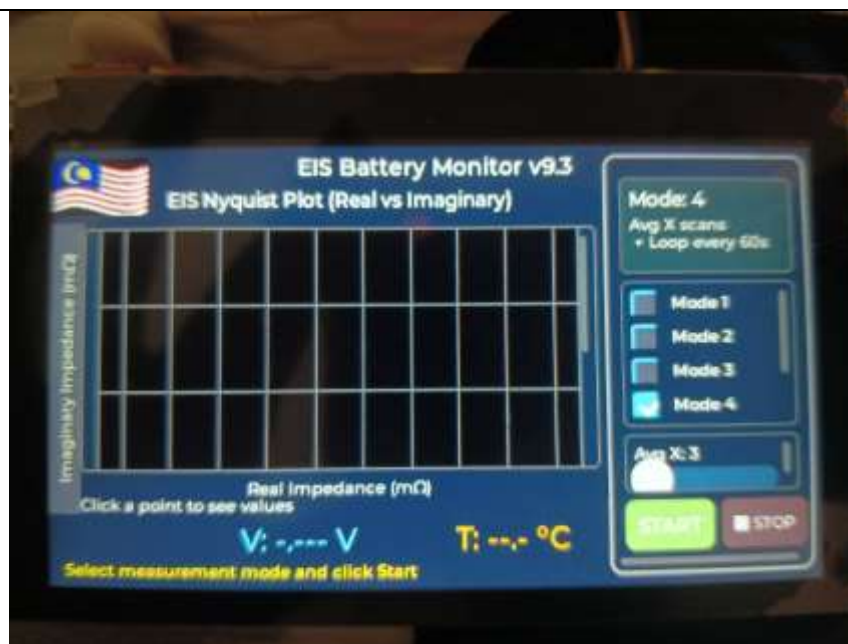 EIS Battery Monitor v9.3
EIS Nyquist Plot (Real vs Imaginary)
Imaginary Impedance (mΩ)
Real Impedance (mΩ)
Click a point to see values
V: -.--- V
T: --.- °C
Select measurement mode and click Start
Mode: 4
Avg X scans
+ Loop every 60s
Mode 1
Mode 2
Mode 3
Mode 4
Avg X: 3
START
STOP